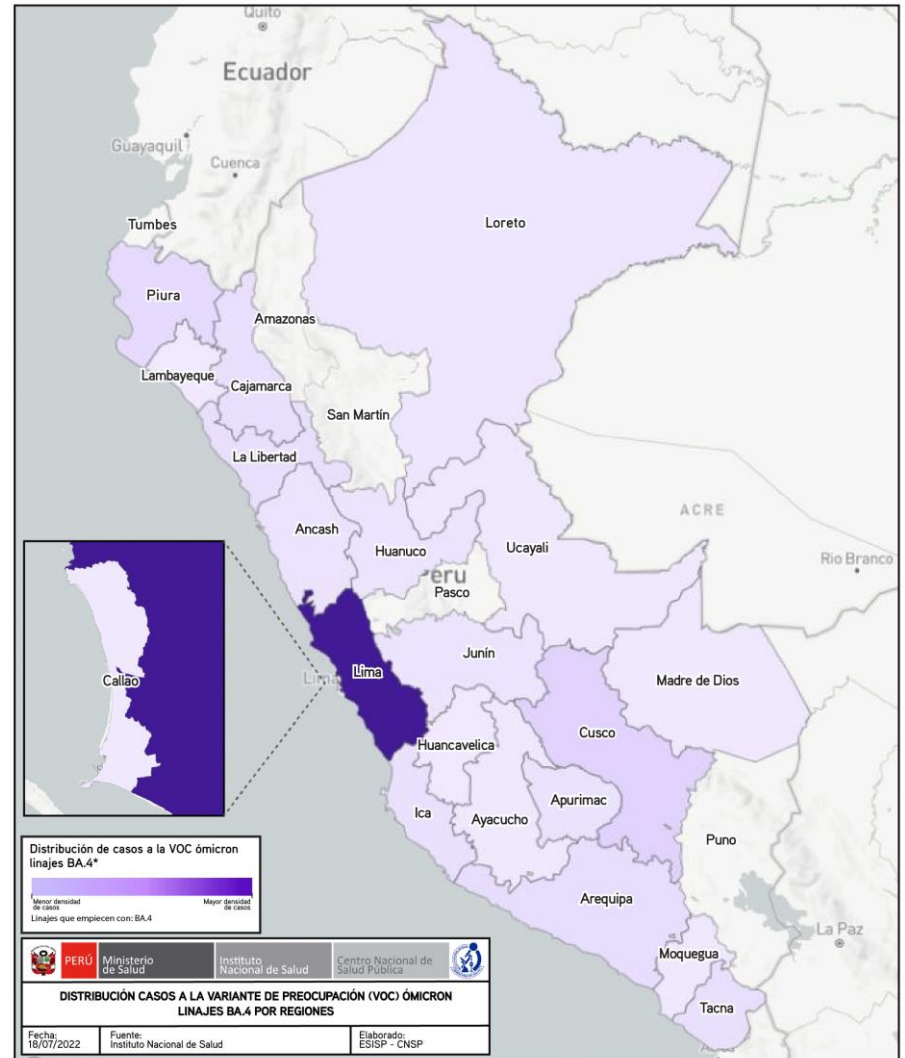 Quito
Ecuador
Guayaquil
Cuenca
Tumbes
Loreto
Piura
Amazonas
Lambayeque
Cajamarca
San Martín
La Libertad
ACRE
Ancash
Huanuco
Ucayali
Rio Branco
Peru
Pasco
Junín
Lima
Lima
Madre de Dios
Callao
Cusco
Huancavelica
Apurimac
Ica
Ayacucho
Puno
Arequipa
La Paz
Moquegua
Tacna
Distribución de casos a la VOC ómicron
linajes BA.4*
Menor densidad
de casos
Mayor densidad
de casos
Linajes que empiecen con: BA.4
PERÚ
Ministerio
de Salud
Instituto
Nacional de Salud
Centro Nacional de
Salud Pública
DISTRIBUCIÓN CASOS A LA VARIANTE DE PREOCUPACIÓN (VOC) ÓMICRON
LINAJES BA.4 POR REGIONES
Fecha:
18/07/2022
Fuente:
Instituto Nacional de Salud
Elaborado:
ESISP - CNSP